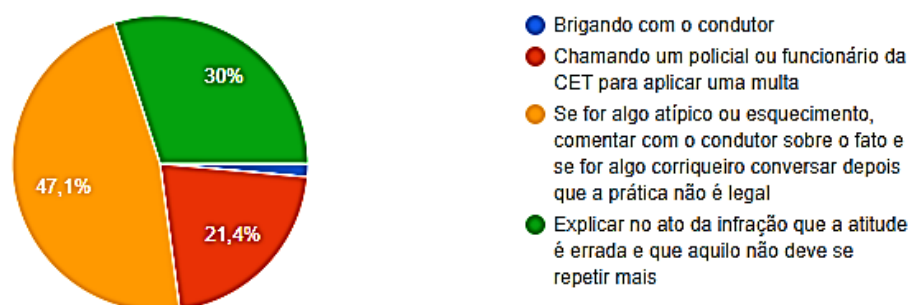 30%
47,1%
21,4%
Brigando com o condutor
Chamando um policial ou funcionário da
CET para aplicar uma multa
Se for algo atípico ou esquecimento,
comentar com o condutor sobre o fato e
se for algo corriqueiro conversar depois
que a prática não é legal
Explicar no ato da infração que a atitude
é errada e que aquilo não deve se
repetir mais